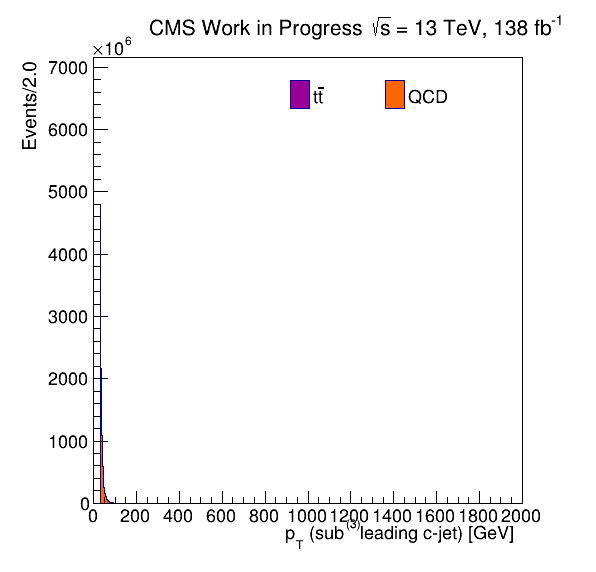 CMS Work in Progress √s = 13 TeV, 138 fb⁻¹
×10⁶
Events/2.0
7000
6000
5000
4000
3000
2000
1000
0
tt̄
QCD
0 200 400 600 800 1000 1200 1400 1600 1800 2000
p_T (sub⁽³⁾leading c-jet) [GeV]